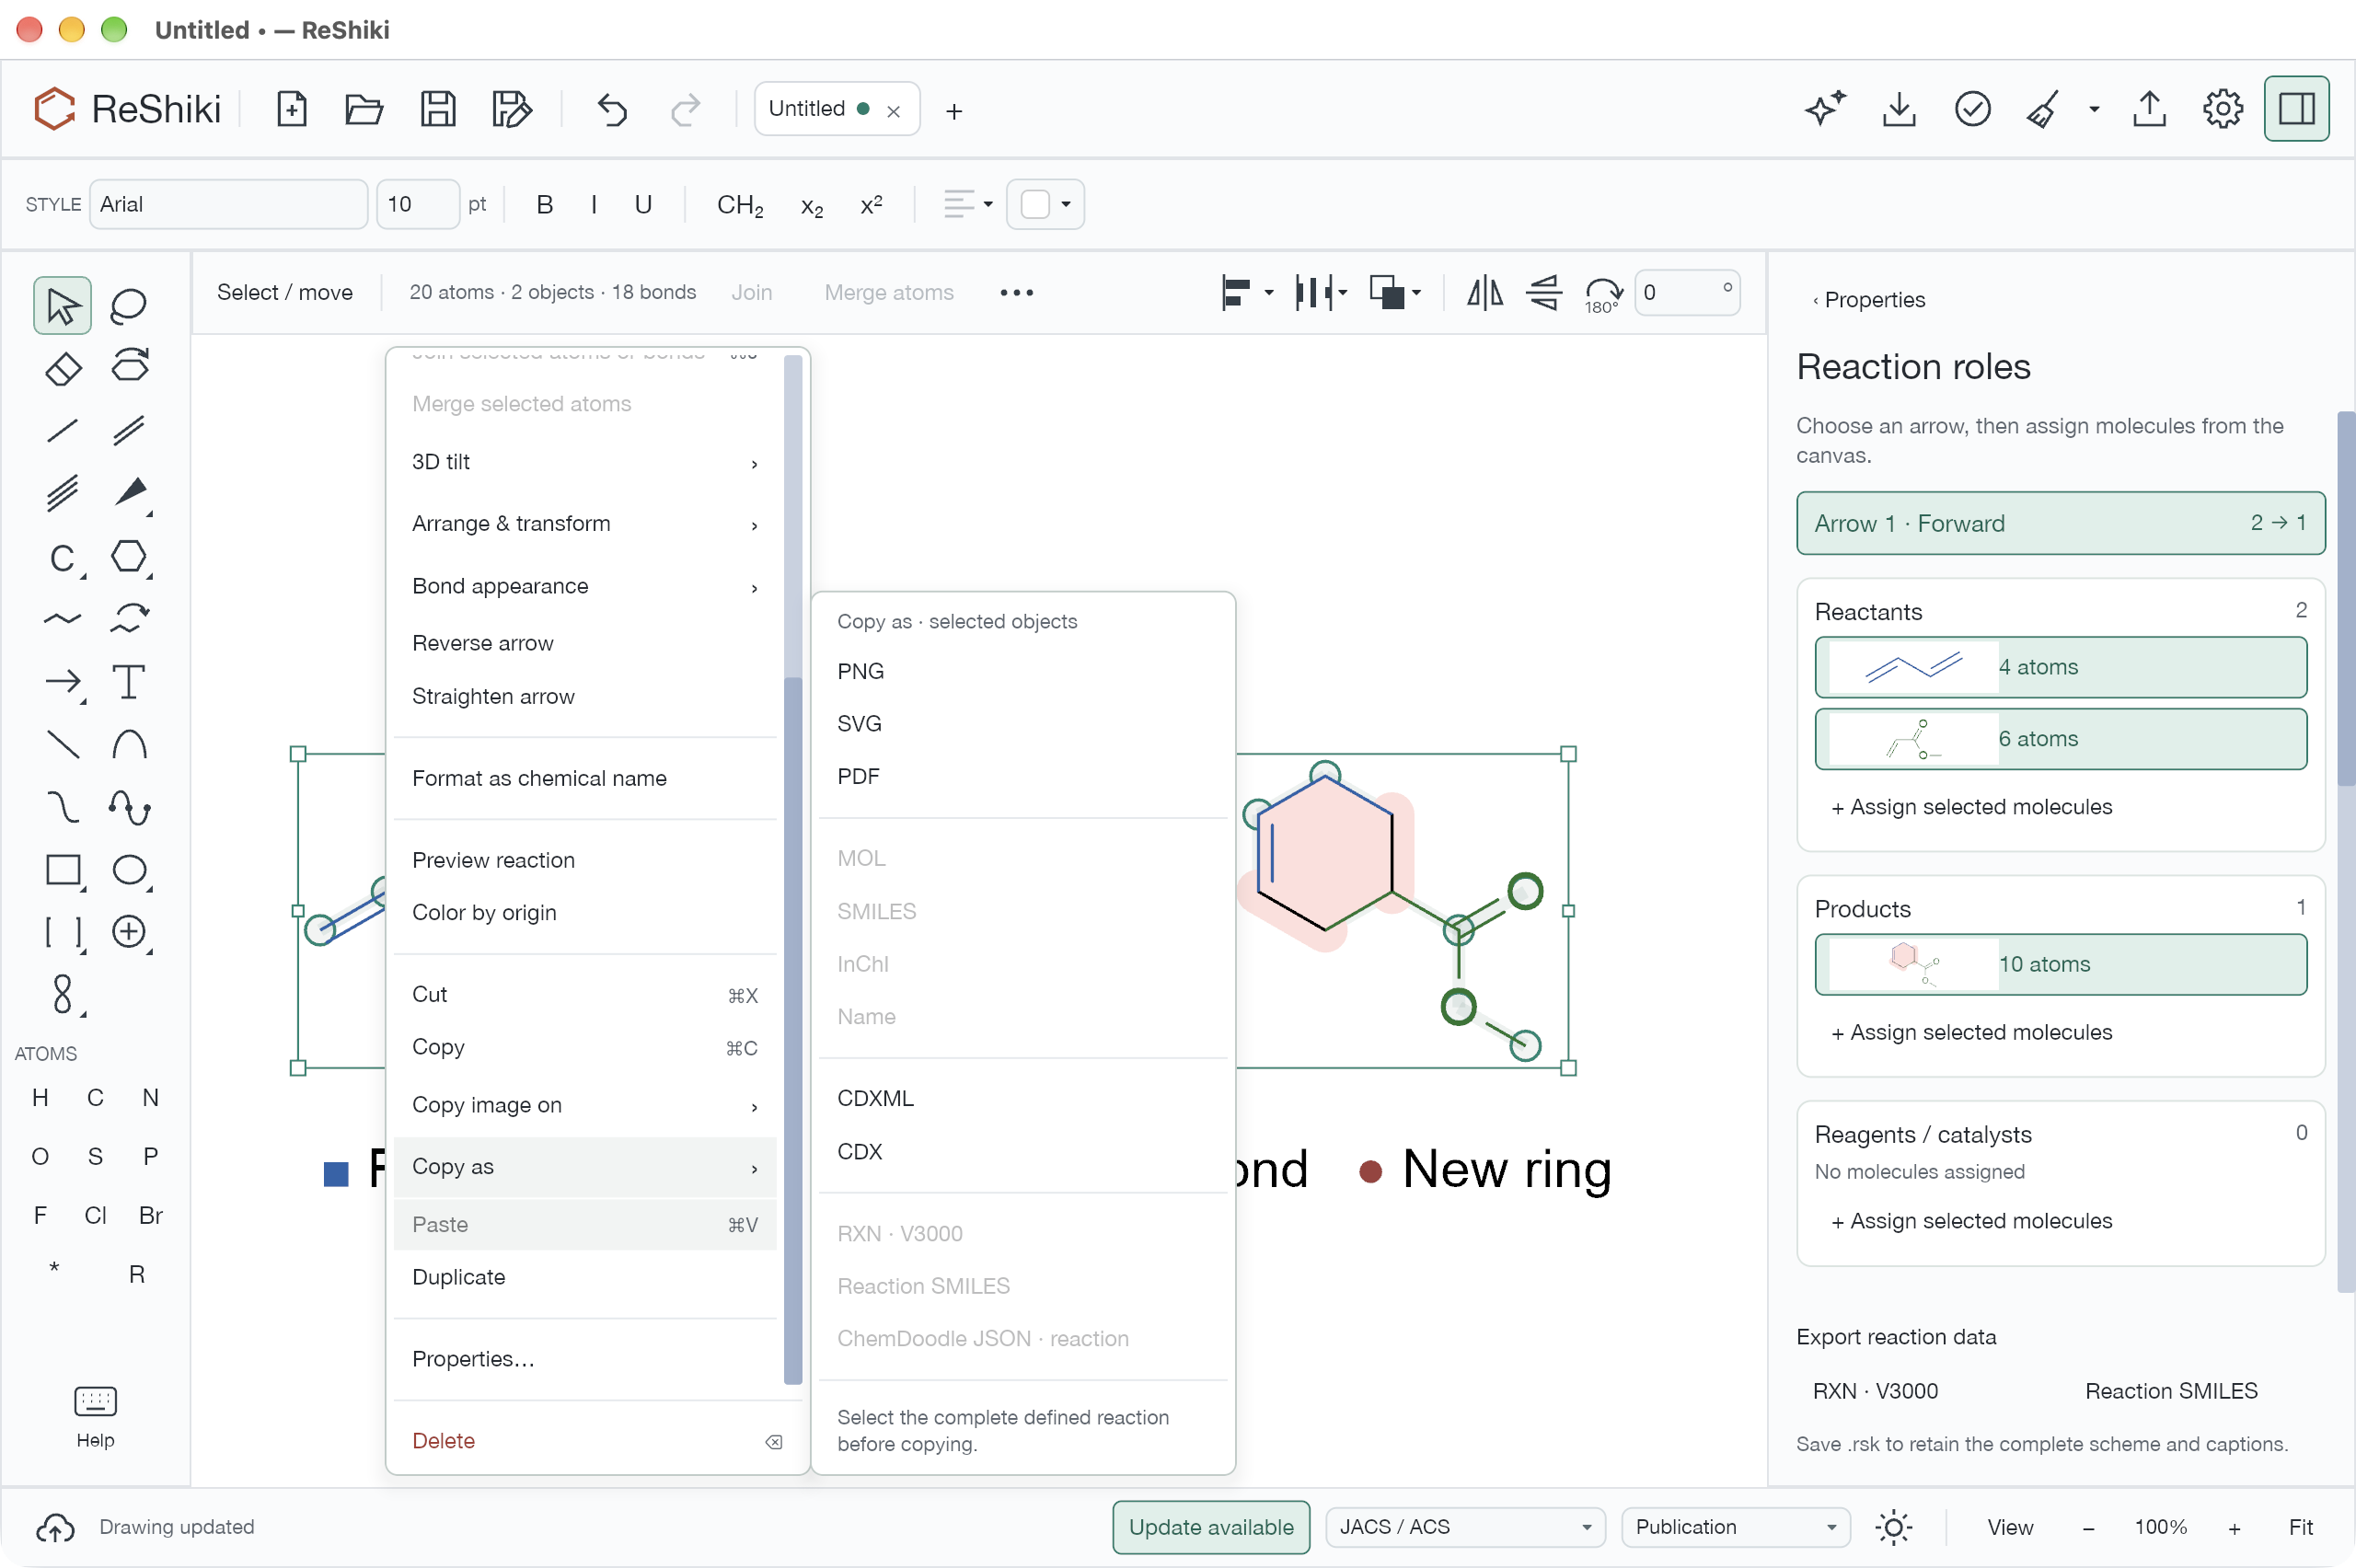 Untitled • — ReShiki
ReShiki
Untitled
STYLE Arial 10 pt B I U CH₂ x₂ x²
Select / move 20 atoms · 2 objects · 18 bonds Join Merge atoms 180° 0 °
C
T
ATOMS
H C N
O S P
F Cl Br
* R
Help
Join selected atoms or bonds ⌘J
Merge selected atoms
3D tilt
Arrange & transform
Bond appearance
Reverse arrow
Straighten arrow
Format as chemical name
Preview reaction
Color by origin
Cut ⌘X
Copy ⌘C
Copy image on
Copy as
Paste ⌘V
Duplicate
Properties...
Delete
Copy as · selected objects
PNG
SVG
PDF
MOL
SMILES
InChI
Name
CDXML
CDX
RXN · V3000
Reaction SMILES
ChemDoodle JSON · reaction
Select the complete defined reaction
before copying.
New ring
‹ Properties
Reaction roles
Choose an arrow, then assign molecules from the
canvas.
Arrow 1 · Forward 2 → 1
Reactants 2
4 atoms
O
O
6 atoms
+ Assign selected molecules
Products 1
O
O
10 atoms
+ Assign selected molecules
Reagents / catalysts 0
No molecules assigned
+ Assign selected molecules
Export reaction data
RXN · V3000 Reaction SMILES
Save .rsk to retain the complete scheme and captions.
Drawing updated Update available JACS / ACS Publication View − 100% + Fit